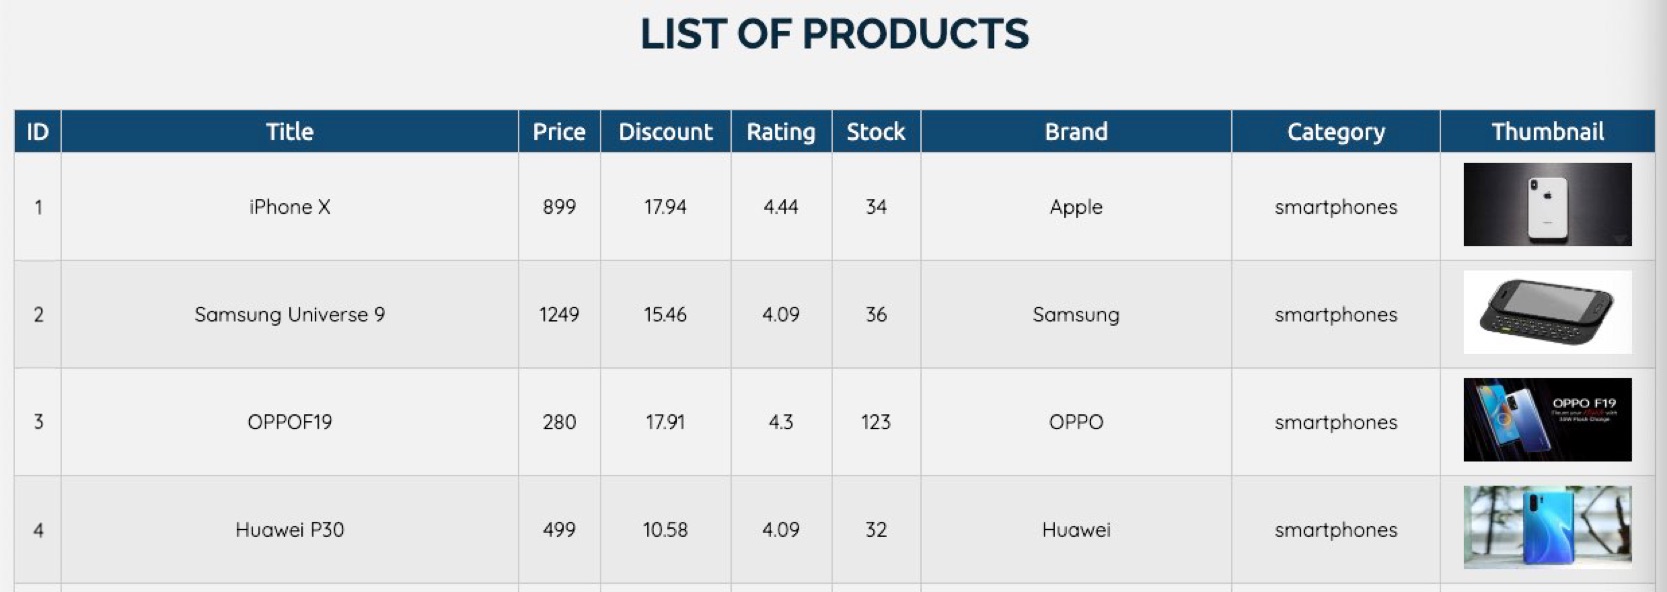 LIST OF PRODUCTS
ID Title Price Discount Rating Stock Brand Category Thumbnail
1 iPhone X 899 17.94 4.44 34 Apple smartphones
2 Samsung Universe 9 1249 15.46 4.09 36 Samsung smartphones
3 OPPOF19 280 17.91 4.3 123 OPPO smartphones
OPPO F19
4 Huawei P30 499 10.58 4.09 32 Huawei smartphones